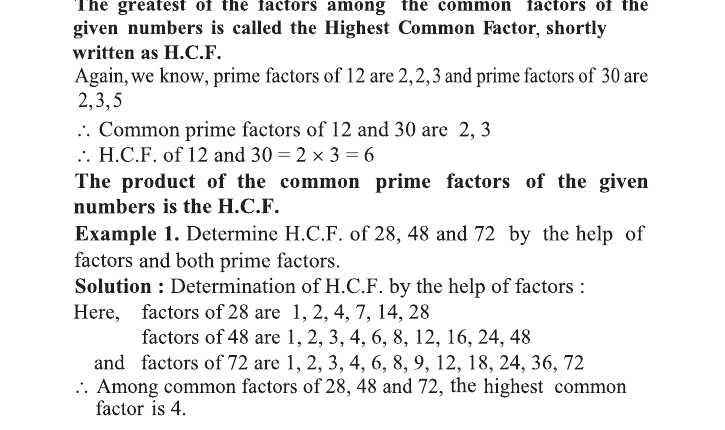 The greatest of the factors among the common factors of the
given numbers is called the Highest Common Factor, shortly
written as H.C.F.
Again, we know, prime factors of 12 are 2,2,3 and prime factors of 30 are
2,3,5
∴ Common prime factors of 12 and 30 are 2, 3
∴ H.C.F. of 12 and 30 = 2 × 3 = 6
The product of the common prime factors of the given
numbers is the H.C.F.
Example 1. Determine H.C.F. of 28, 48 and 72 by the help of
factors and both prime factors.
Solution : Determination of H.C.F. by the help of factors :
Here, factors of 28 are 1, 2, 4, 7, 14, 28
factors of 48 are 1, 2, 3, 4, 6, 8, 12, 16, 24, 48
and factors of 72 are 1, 2, 3, 4, 6, 8, 9, 12, 18, 24, 36, 72
∴ Among common factors of 28, 48 and 72, the highest common
factor is 4.